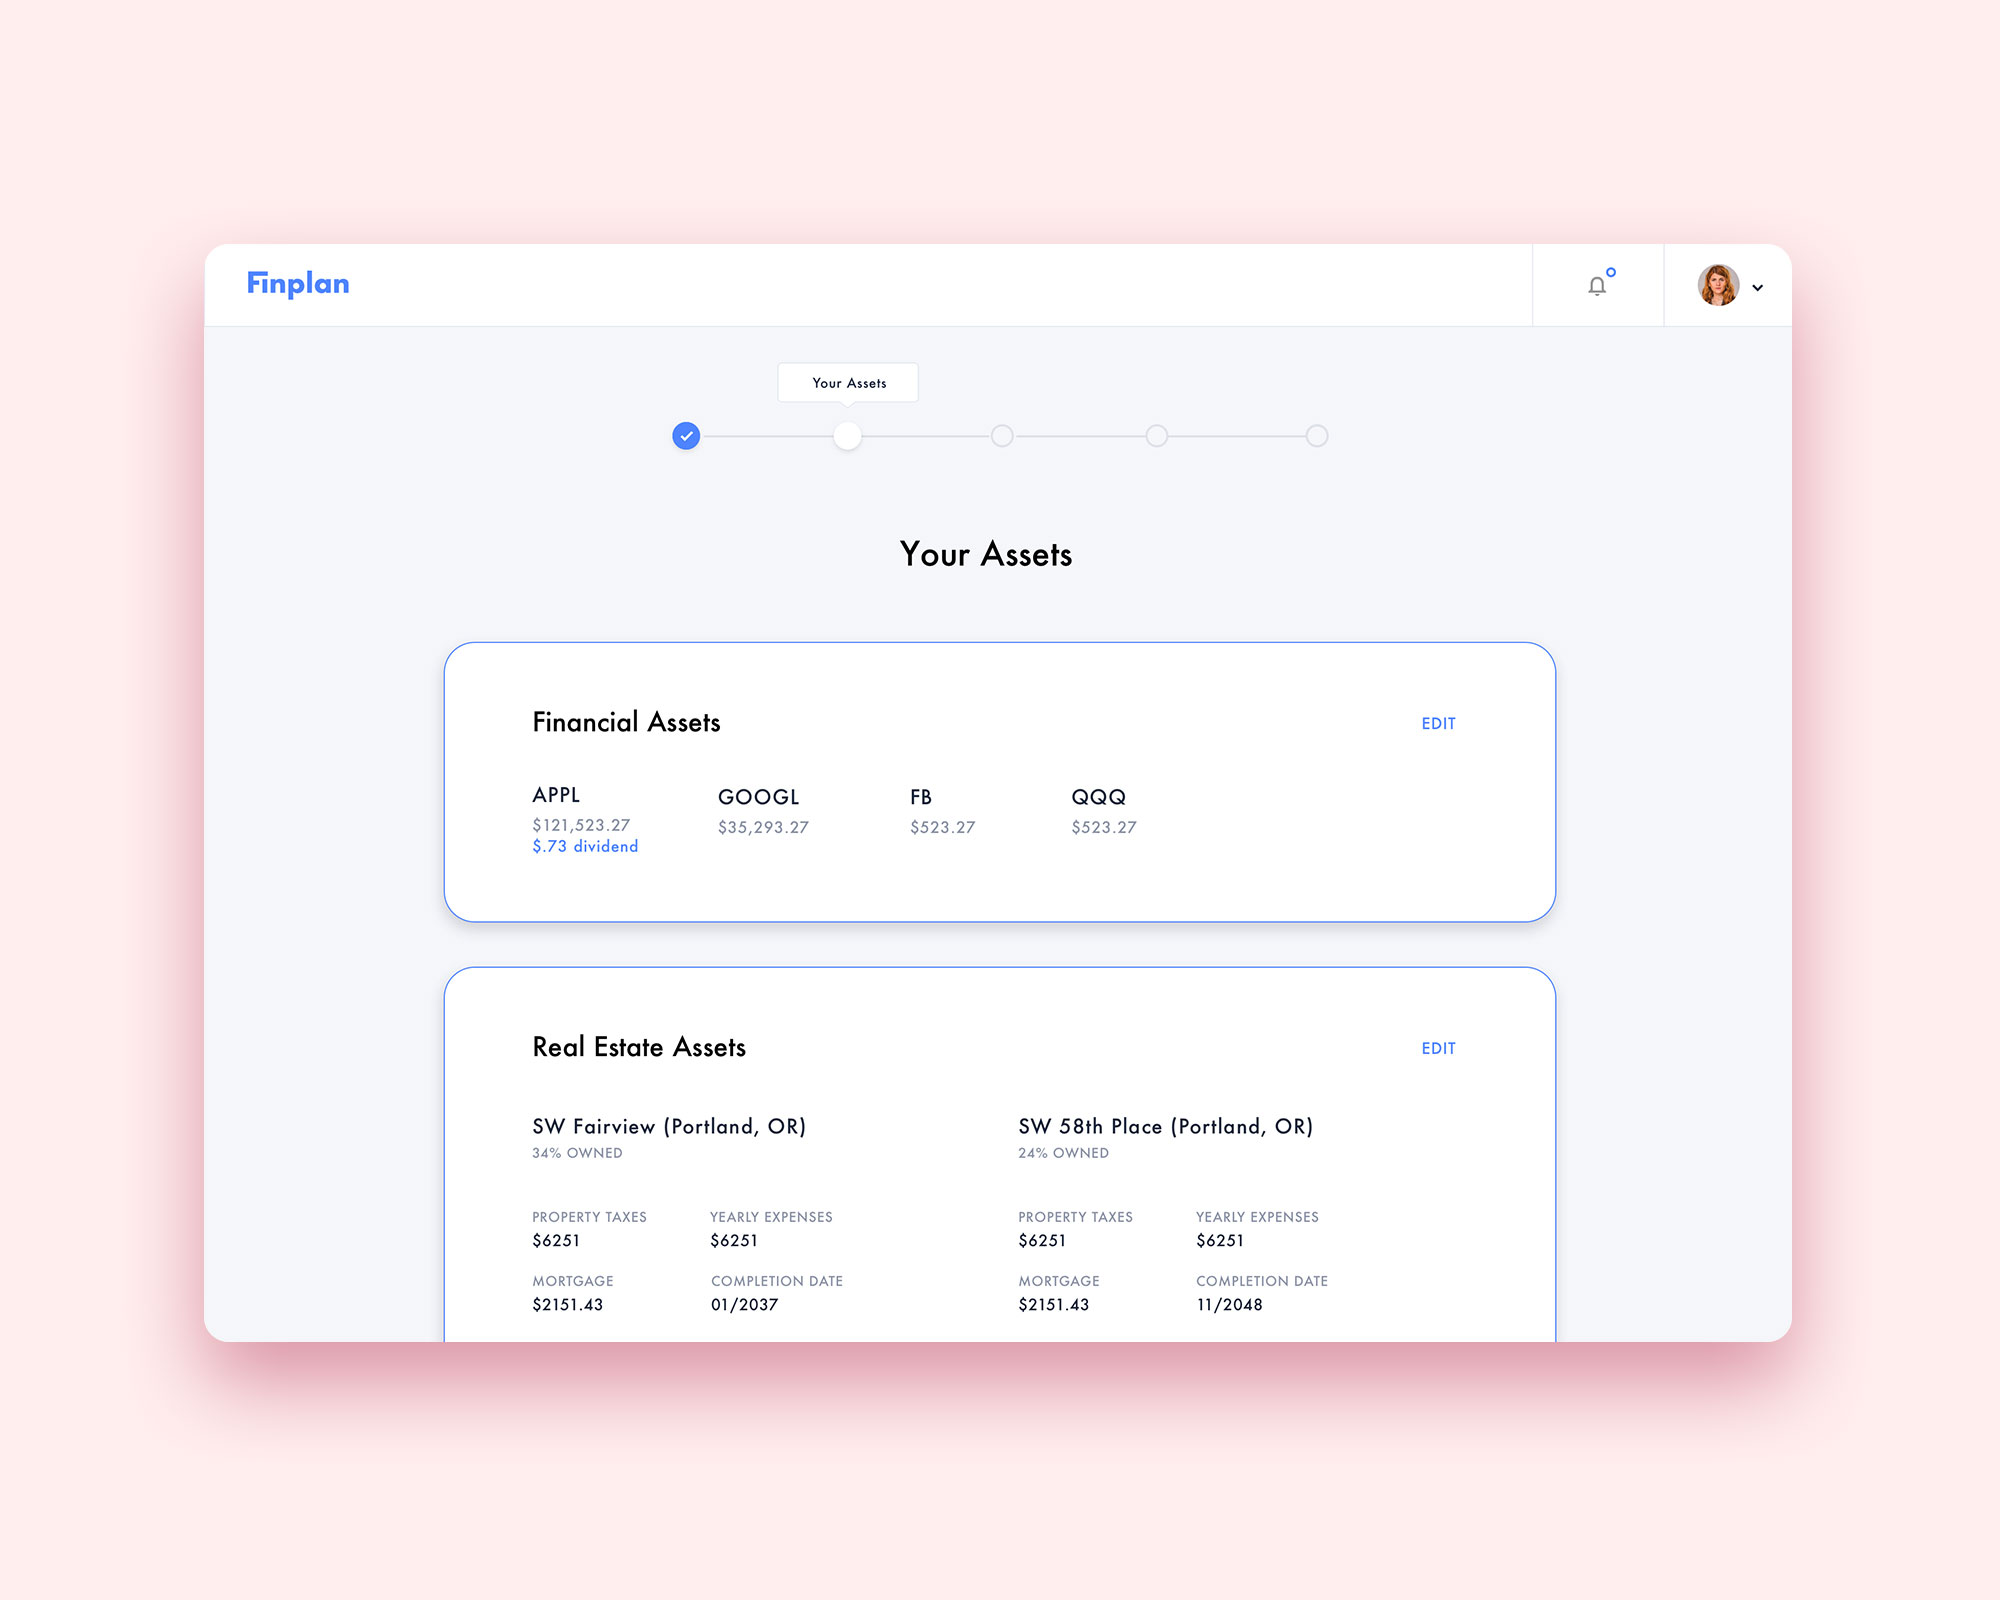 Finplan
Your Assets
Your Assets
Financial Assets
EDIT
APPL
$121,523.27
$.73 dividend
GOOGL
$35,293.27
FB
$523.27
QQQ
$523.27
Real Estate Assets
EDIT
SW Fairview (Portland, OR)
34% OWNED
PROPERTY TAXES
$6251
YEARLY EXPENSES
$6251
MORTGAGE
$2151.43
COMPLETION DATE
01/2037
SW 58th Place (Portland, OR)
24% OWNED
PROPERTY TAXES
$6251
YEARLY EXPENSES
$6251
MORTGAGE
$2151.43
COMPLETION DATE
11/2048